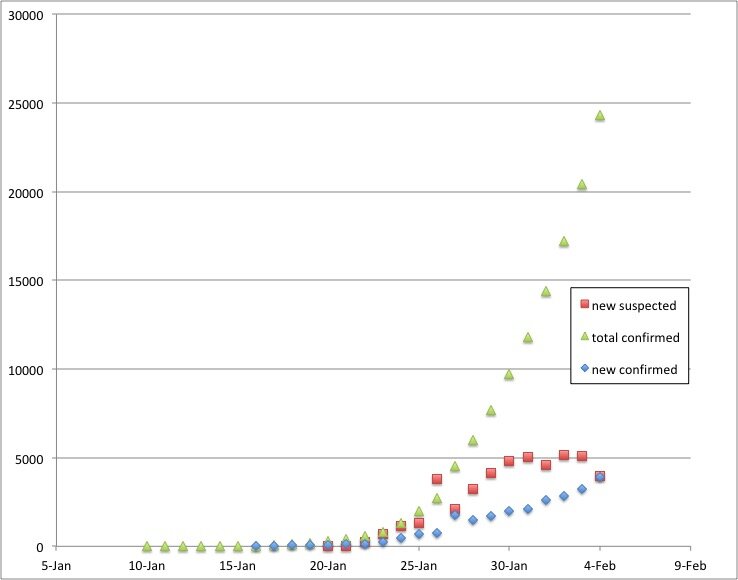 30000
25000
20000
15000
10000
5000
0
new suspected
total confirmed
new confirmed
5-Jan 10-Jan 15-Jan 20-Jan 25-Jan 30-Jan 4-Feb 9-Feb